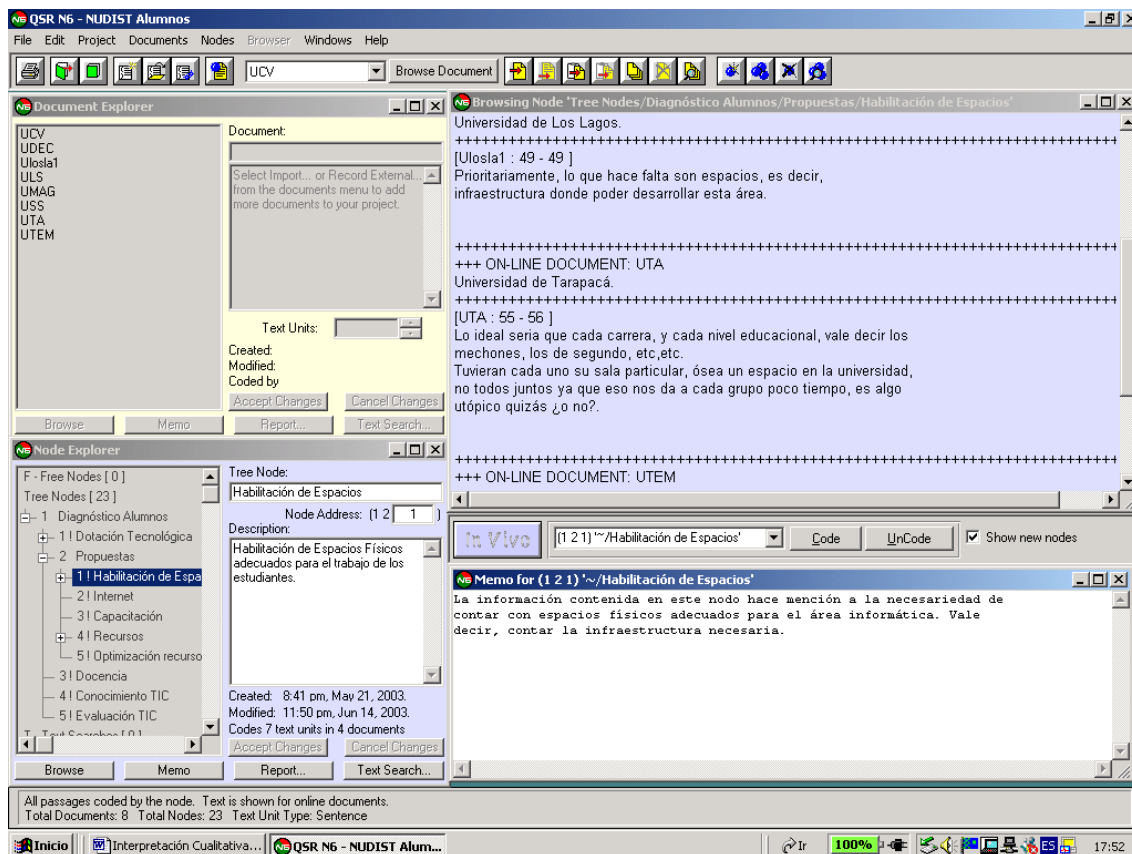 QSR N6 - NUDIST Alumnos
File Edit Project Documents Nodes Browser Windows Help
UCV Browse Document
Document Explorer
UCV
UDEC
Ulosla1
ULS
UMAG
USS
UTA
UTEM
Document:
Select Import... or Record External...
from the documents menu to add
more documents to your project.
Text Units:
Created:
Modified:
Coded by
Accept Changes Cancel Changes
Browse Memo Report... Text Search...
Node Explorer
F - Free Nodes [ 0 ]
Tree Nodes [ 23 ]
1 Diagnóstico Alumnos
1 ! Dotación Tecnológica
2 Propuestas
1 ! Habilitación de Espa
2 ! Internet
3 ! Capacitación
4 ! Recursos
5 ! Optimización recurso
3 ! Docencia
4 ! Conocimiento TIC
5 ! Evaluación TIC
T - Text Searches [ 0 ]
Tree Node:
Habilitación de Espacios
Node Address: (1 2 1 )
Description:
Habilitación de Espacios Físicos
adecuados para el trabajo de los
estudiantes.
Created: 8:41 pm, May 21, 2003.
Modified: 11:50 pm, Jun 14, 2003.
Codes 7 text units in 4 documents
Accept Changes Cancel Changes
Browse Memo Report... Text Search...
Browsing Node 'Tree Nodes/Diagnóstico Alumnos/Propuestas/Habilitación de Espacios'
Universidad de Los Lagos.
++++++++++++++++++++++++++++++++++++++++++++++++++++++++++++++++++++++++++
[Ulosla1 : 49 - 49 ]
Prioritariamente, lo que hace falta son espacios, es decir,
infraestructura donde poder desarrollar esta área.
++++++++++++++++++++++++++++++++++++++++++++++++++++++++++++++++++++++++++
+++ ON-LINE DOCUMENT: UTA
Universidad de Tarapacá.
++++++++++++++++++++++++++++++++++++++++++++++++++++++++++++++++++++++++++
[UTA : 55 - 56 ]
Lo ideal seria que cada carrera, y cada nivel educacional, vale decir los
mechones, los de segundo, etc,etc.
Tuvieran cada uno su sala particular, ósea un espacio en la universidad,
no todos juntos ya que eso nos da a cada grupo poco tiempo, es algo
utópico quizás ¿o no?.
++++++++++++++++++++++++++++++++++++++++++++++++++++++++++++++++++++++++++
+++ ON-LINE DOCUMENT: UTEM
In Vivo (1 2 1) '~/Habilitación de Espacios' Code UnCode Show new nodes
Memo for (1 2 1) '~/Habilitación de Espacios'
La información contenida en este nodo hace mención a la necesariedad de
contar con espacios físicos adecuados para el área informática. Vale
decir, contar la infraestructura necesaria.
All passages coded by the node. Text is shown for online documents.
Total Documents: 8 Total Nodes: 23 Text Unit Type: Sentence
Inicio Interpretación Cualitativa... QSR N6 - NUDIST Alum... Ir 100% ES 17:52